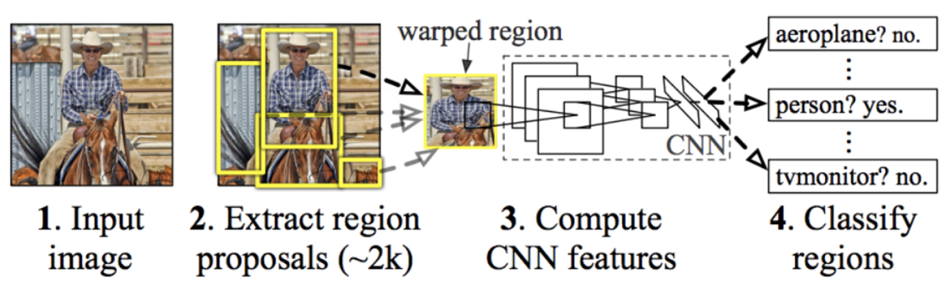 warped region
aeroplane? no.
⋮
person? yes.
⋮
tvmonitor? no.
CNN
1. Input
image
2. Extract region
proposals (~2k)
3. Compute
CNN features
4. Classify
regions